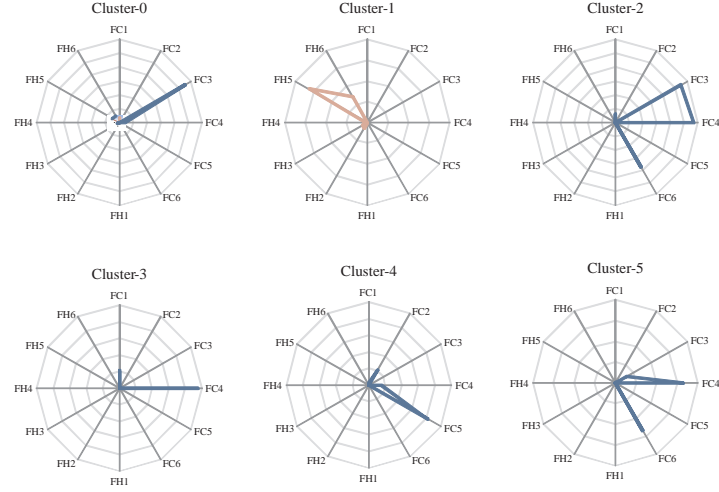 Cluster-0
FC1
FC2
FC3
FC4
FC5
FC6
FH1
FH2
FH3
FH4
FH5
FH6
Cluster-1
FC1
FC2
FC3
FC4
FC5
FC6
FH1
FH2
FH3
FH4
FH5
FH6
Cluster-2
FC1
FC2
FC3
FC4
FC5
FC6
FH1
FH2
FH3
FH4
FH5
FH6
Cluster-3
FC1
FC2
FC3
FC4
FC5
FC6
FH1
FH2
FH3
FH4
FH5
FH6
Cluster-4
FC1
FC2
FC3
FC4
FC5
FC6
FH1
FH2
FH3
FH4
FH5
FH6
Cluster-5
FC1
FC2
FC3
FC4
FC5
FC6
FH1
FH2
FH3
FH4
FH5
FH6